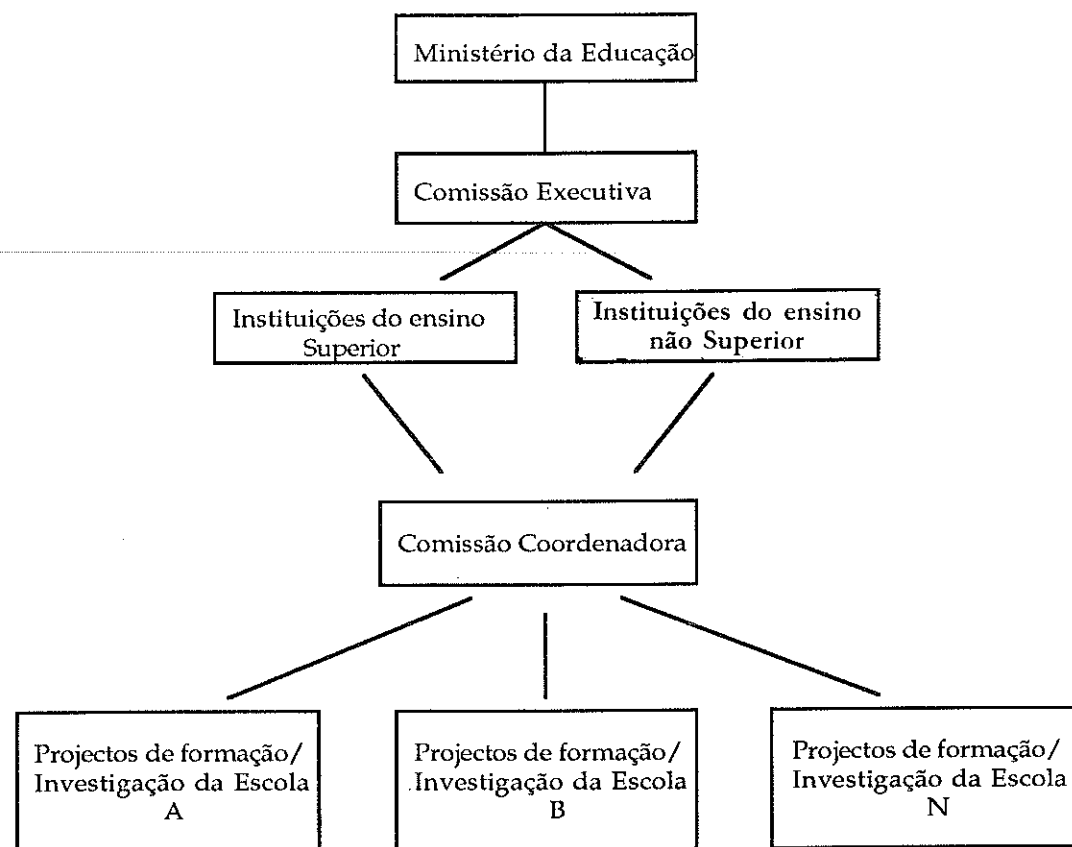 Ministério da Educação
Comissão Executiva
Instituições do ensino
Superior
Instituições do ensino
não Superior
Comissão Coordenadora
Projectos de formação/
Investigação da Escola
A
Projectos de formação/
Investigação da Escola
B
Projectos de formação/
Investigação da Escola
N